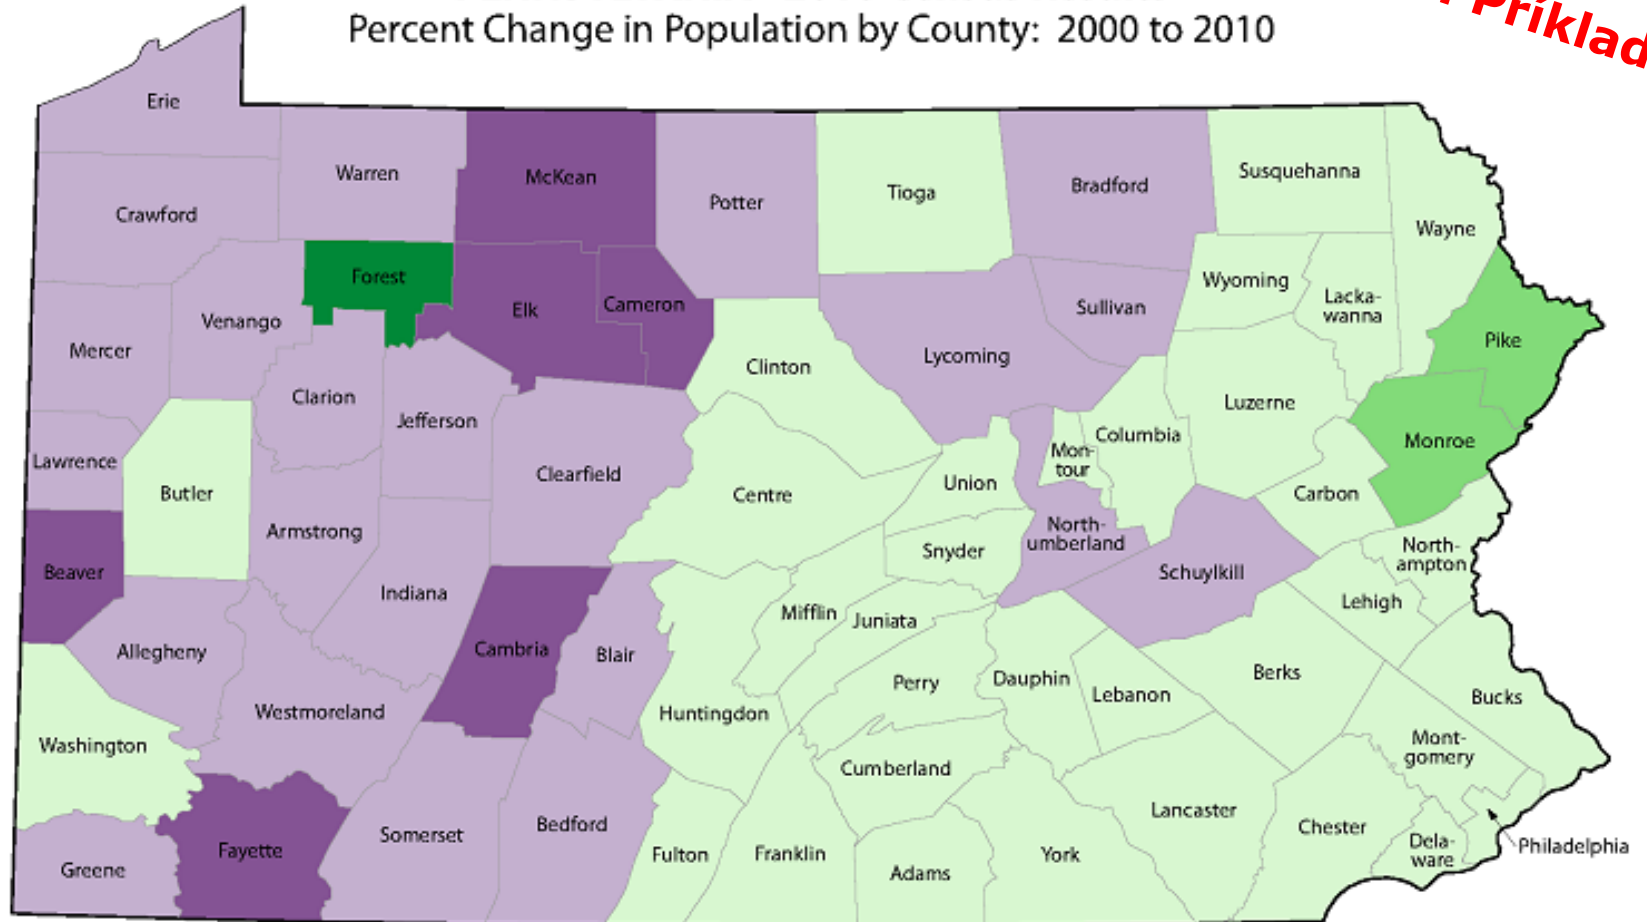 Percent Change in Population by County: 2000 to 2010
Příklad
Erie
Warren
McKean
Potter
Tioga
Bradford
Susquehanna
Wayne
Crawford
Forest
Elk
Cameron
Wyoming
Lacka-
wanna
Pike
Mercer
Venango
Clarion
Jefferson
Clinton
Lycoming
Sullivan
Luzerne
Monroe
Lawrence
Butler
Armstrong
Clearfield
Centre
Union
Mon-
tour
Columbia
Carbon
Beaver
Indiana
Snyder
North-
umberland
Schuylkill
North-
ampton
Lehigh
Allegheny
Westmoreland
Cambria
Blair
Huntingdon
Mifflin
Juniata
Perry
Dauphin
Lebanon
Berks
Bucks
Washington
Mont-
gomery
Cumberland
Lancaster
Chester
Dela-
ware
Philadelphia
Greene
Fayette
Somerset
Bedford
Fulton
Franklin
Adams
York